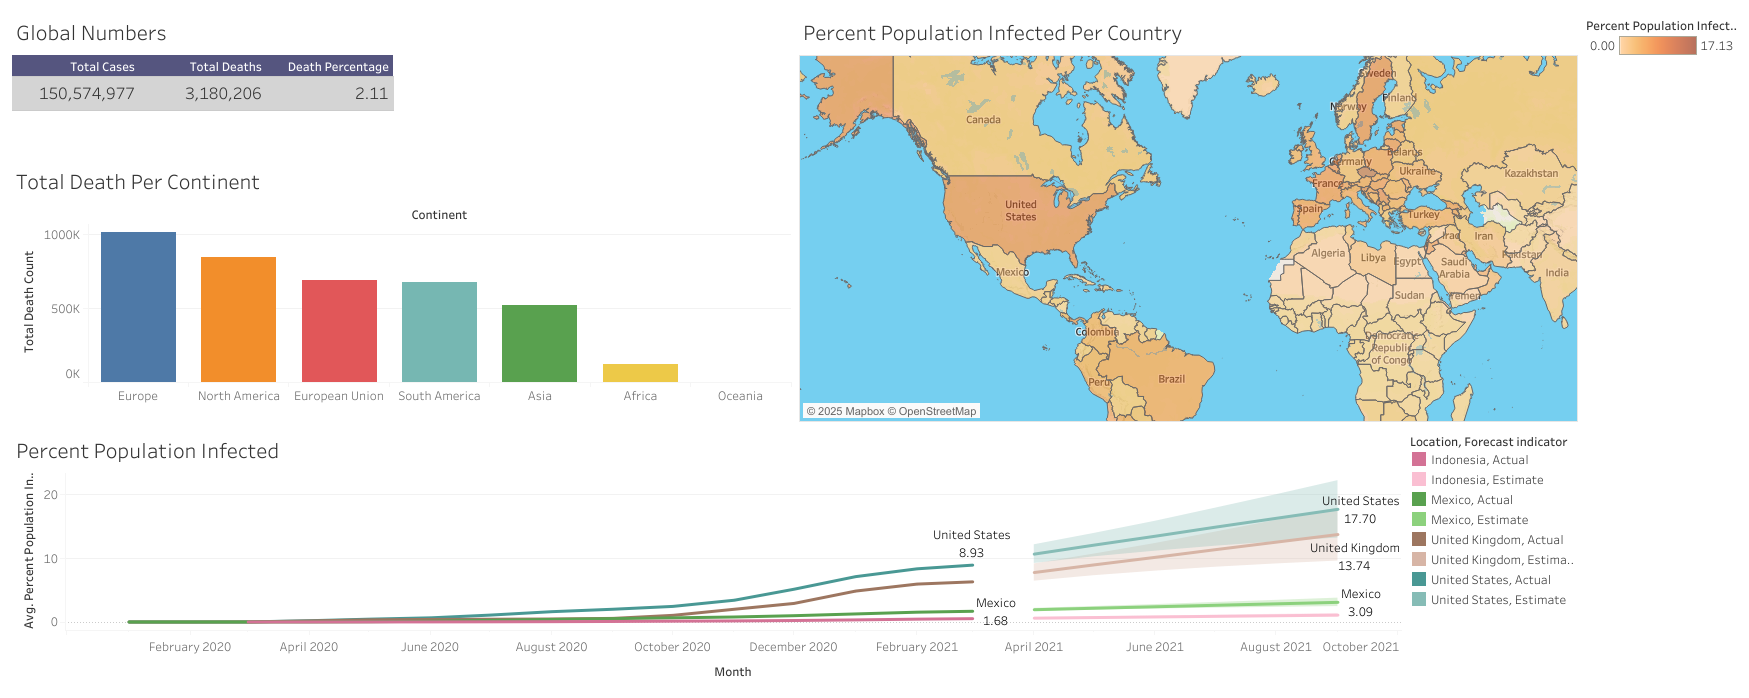 Global Numbers
Total Cases Total Deaths Death Percentage
150,574,977 3,180,206 2.11
Total Death Per Continent
Continent
Total Death Count
1000K
500K
0K
Europe North America European Union South America Asia Africa Oceania
Percent Population Infected Per Country
Percent Population Infect..
0.00 17.13
Sweden
Finland
Norway
Canada
Belarus
Germany
Ukraine
Kazakhstan
France
United
States
Spain
Turkey
Iraq
Iran
Algeria
Libya
Egypt
Pakistan
Saudi
Arabia
Mexico
India
Sudan
Yemen
Colombia
Democratic
Republic
of Congo
Peru
Brazil
© 2025 Mapbox © OpenStreetMap
Percent Population Infected
Avg. Percent Population In..
20
10
0
United States
8.93
Mexico
1.68
United States
17.70
United Kingdom
13.74
Mexico
3.09
February 2020 April 2020 June 2020 August 2020 October 2020 December 2020 February 2021 April 2021 June 2021 August 2021 October 2021
Month
Location, Forecast indicator
Indonesia, Actual
Indonesia, Estimate
Mexico, Actual
Mexico, Estimate
United Kingdom, Actual
United Kingdom, Estima..
United States, Actual
United States, Estimate